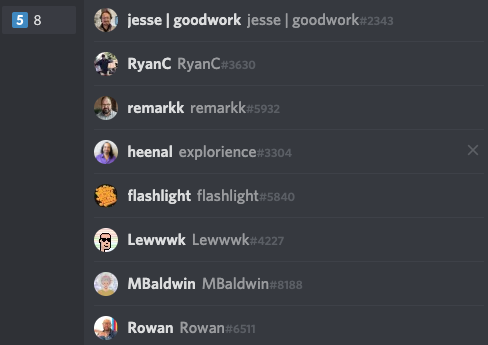 5 8
jesse | goodwork jesse | goodwork#2343
RyanC RyanC#3630
remarkk remarkk#5932
heenal explorience#3304
flashlight flashlight#5840
Lewwwk Lewwwk#4227
MBaldwin MBaldwin#8188
Rowan Rowan#6511